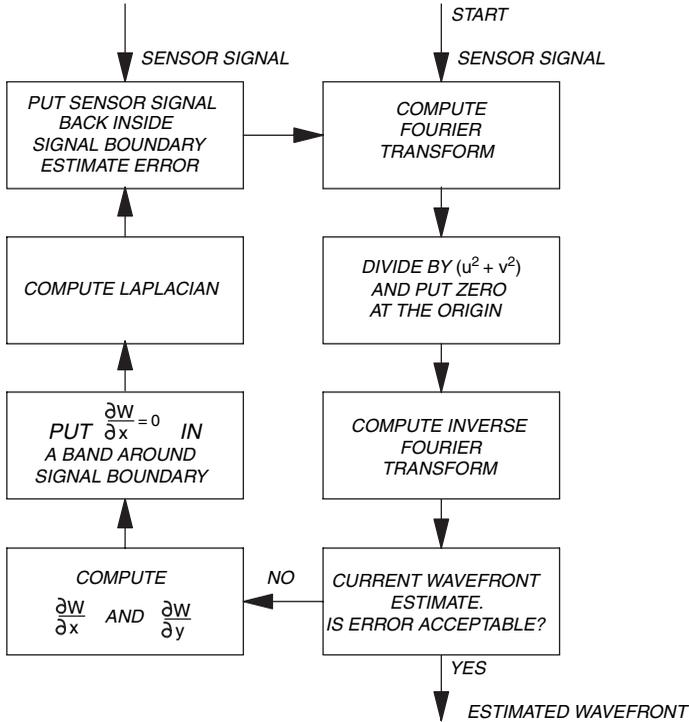 START
SENSOR SIGNAL
SENSOR SIGNAL
PUT SENSOR SIGNAL
BACK INSIDE
SIGNAL BOUNDARY
ESTIMATE ERROR
COMPUTE
FOURIER
TRANSFORM
COMPUTE LAPLACIAN
DIVIDE BY (u² + v²)
AND PUT ZERO
AT THE ORIGIN
PUT ∂W/∂x = 0 IN
A BAND AROUND
SIGNAL BOUNDARY
COMPUTE INVERSE
FOURIER
TRANSFORM
COMPUTE
∂W/∂x AND ∂W/∂y
NO
CURRENT WAVEFRONT
ESTIMATE.
IS ERROR ACCEPTABLE?
YES
ESTIMATED WAVEFRONT